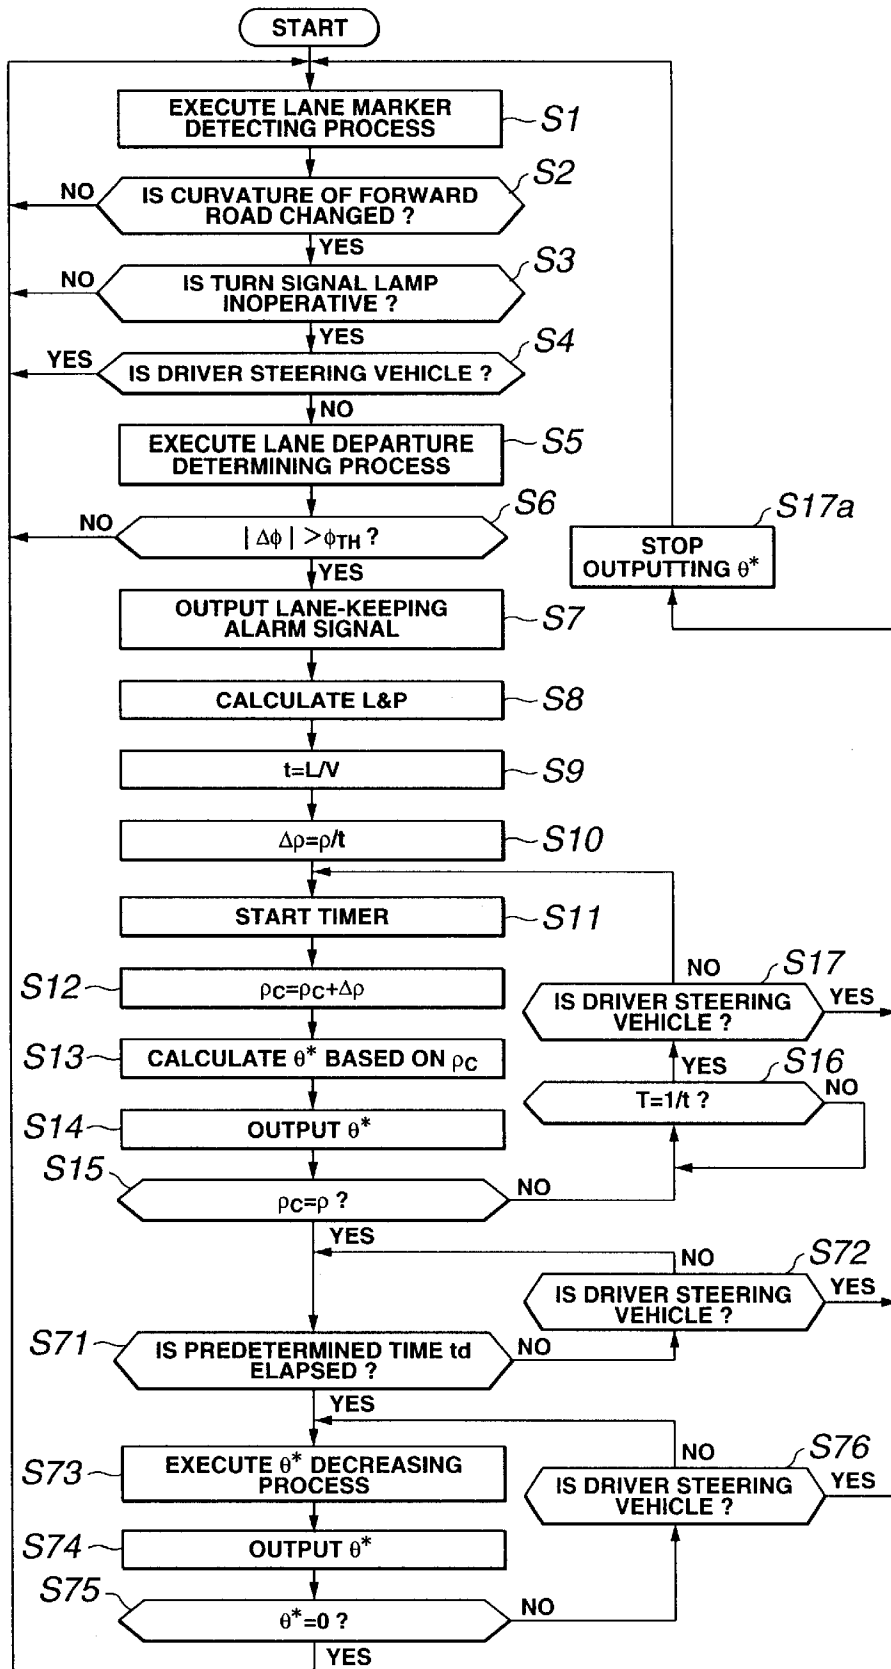 START
EXECUTE LANE MARKER
DETECTING PROCESS
S1
S2
NO
IS CURVATURE OF FORWARD
ROAD CHANGED ?
YES
S3
NO
IS TURN SIGNAL LAMP
INOPERATIVE ?
YES
S4
YES
IS DRIVER STEERING VEHICLE ?
NO
EXECUTE LANE DEPARTURE
DETERMINING PROCESS
S5
S6
NO
| Δϕ | > ϕTH ?
YES
S17a
STOP
OUTPUTTING θ*
OUTPUT LANE-KEEPING
ALARM SIGNAL
S7
CALCULATE L&P
S8
t=L/V
S9
Δρ=ρ/t
S10
START TIMER
S11
S12
ρC=ρC+Δρ
NO
S17
IS DRIVER STEERING
VEHICLE ?
YES
S13
CALCULATE θ* BASED ON ρC
YES
S16
T=1/t ?
NO
S14
OUTPUT θ*
S15
ρC=ρ ?
NO
YES
NO
S72
IS DRIVER STEERING
VEHICLE ?
YES
S71
IS PREDETERMINED TIME td
ELAPSED ?
NO
YES
NO
S76
IS DRIVER STEERING
VEHICLE ?
YES
S73
EXECUTE θ* DECREASING
PROCESS
S74
OUTPUT θ*
S75
θ*=0 ?
NO
YES